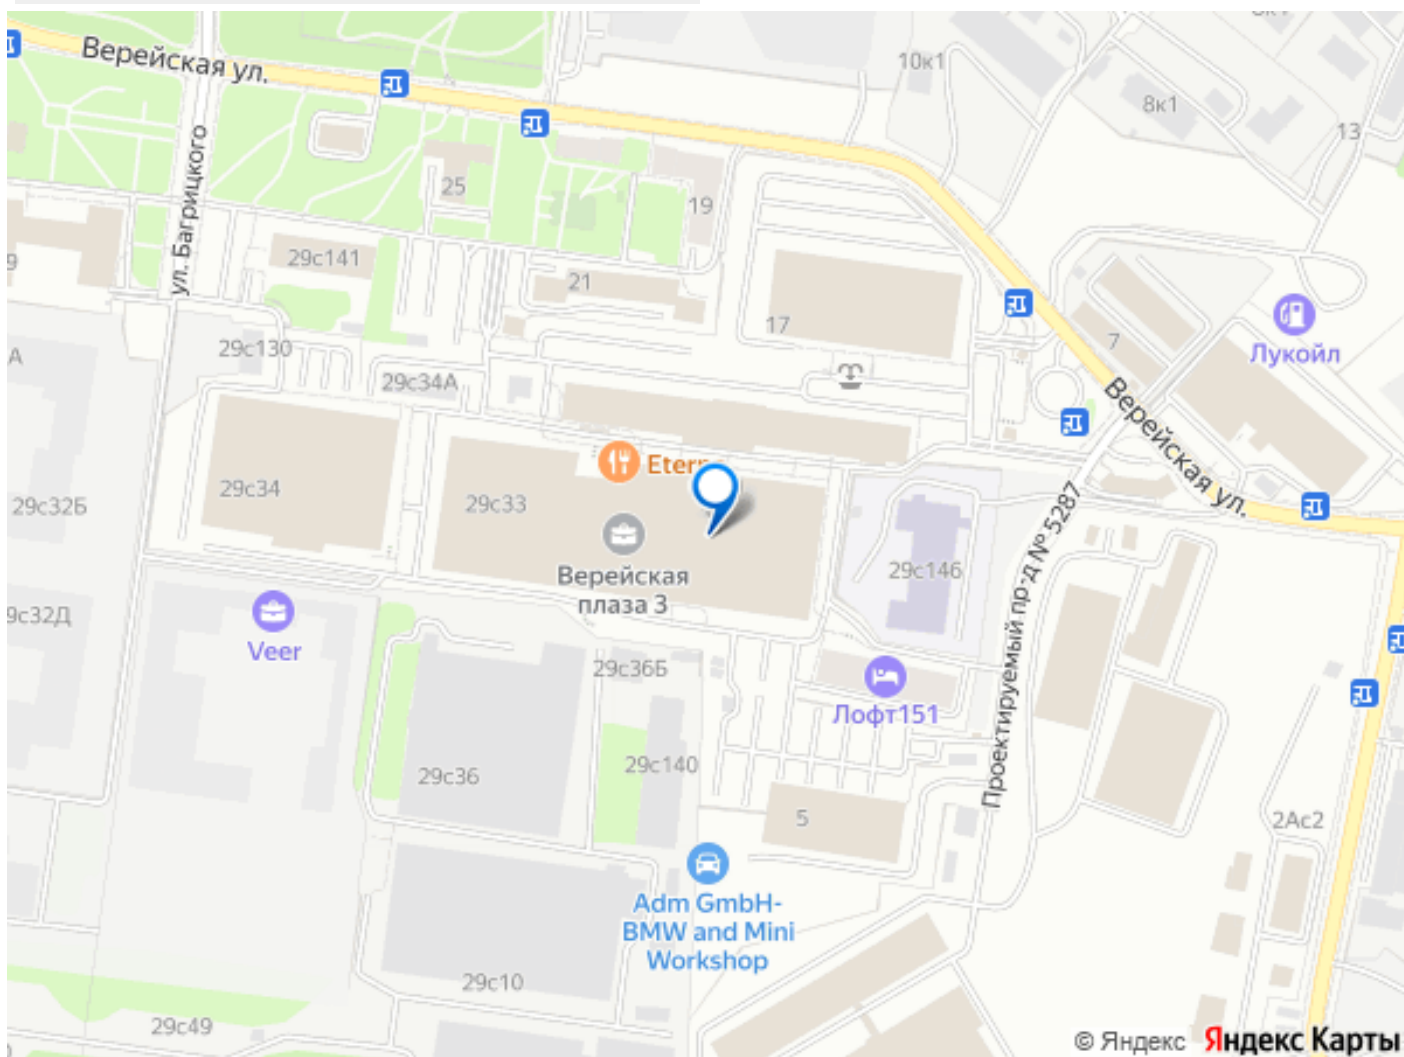 Верейская ул.
10к1
8к1
13
ул. Багрицкого
25
19
29с141
9
21
17
7
Лукойл
А
29с130
29с34А
Верейская ул.
29с34
29с33
29с32Б
Верейская
плаза 3
29с146
Проектируемый пр-д № 5287
9с32Д
Veer
29с36Б
Лофт151
29с36
29с140
5
2Ас2
Adm GmbH-
BMW and Mini
Workshop
29с10
29с49
© Яндекс Яндекс Карты